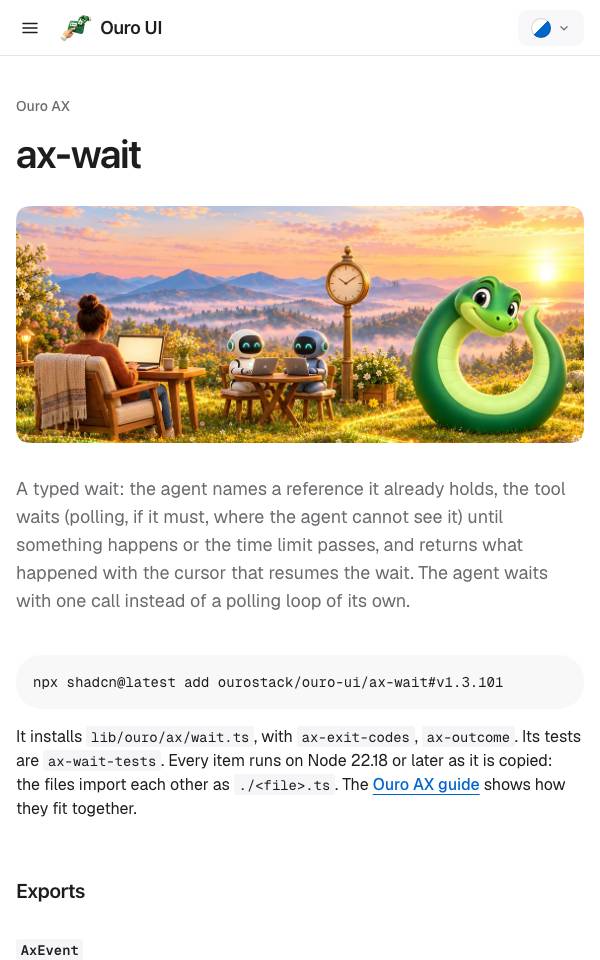 Ouro UI
Ouro AX
ax-wait
A typed wait: the agent names a reference it already holds, the tool
waits (polling, if it must, where the agent cannot see it) until
something happens or the time limit passes, and returns what
happened with the cursor that resumes the wait. The agent waits
with one call instead of a polling loop of its own.
npx shadcn@latest add ourostack/ouro-ui/ax-wait#v1.3.101
It installs lib/ouro/ax/wait.ts, with ax-exit-codes, ax-outcome. Its tests
are ax-wait-tests. Every item runs on Node 22.18 or later as it is copied:
the files import each other as ./<file>.ts. The Ouro AX guide shows how
they fit together.
Exports
AxEvent